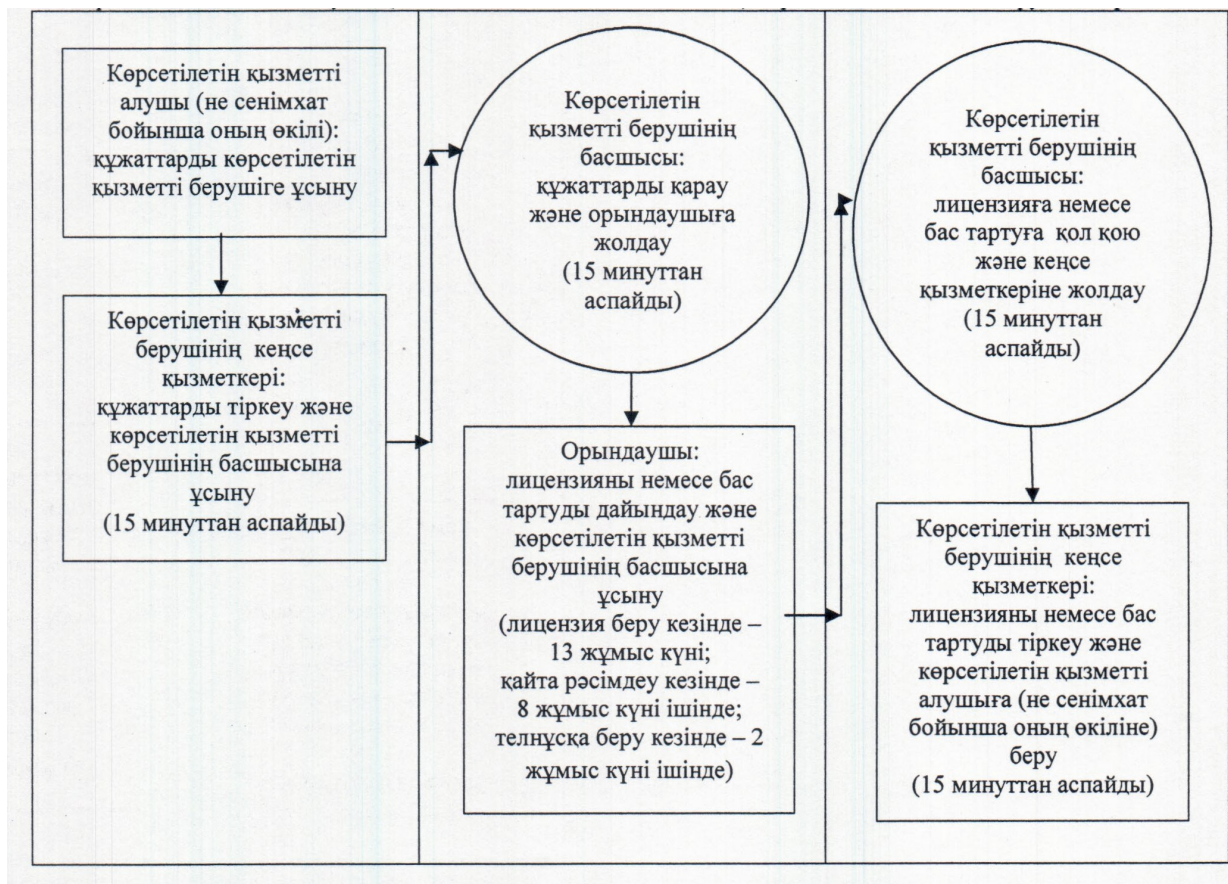 Көрсетілетін қызметті
алушы (не сенімхат
бойынша оның өкілі):
құжаттарды көрсетілетін
қызметті берушіге ұсыну
Көрсетілетін қызметті
берушінің кеңсе
қызметкері:
құжаттарды тіркеу және
көрсетілетін қызметті
берушінің басшысына
ұсыну
(15 минуттан аспайды)
Көрсетілетін
қызметті берушінің
басшысы:
құжаттарды қарау
және орындаушыға
жолдау
(15 минуттан
аспайды)
Орындаушы:
лицензияны немесе бас
тартуды дайындау және
көрсетілетін қызметті
берушінің басшысына
ұсыну
(лицензия беру кезінде –
13 жұмыс күні;
қайта рәсімдеу кезінде –
8 жұмыс күні ішінде;
телнұсқа беру кезінде – 2
жұмыс күні ішінде)
Көрсетілетін
қызметті берушінің
басшысы:
лицензияға немесе
бас тартуға қол қою
және кеңсе
қызметкеріне жолдау
(15 минуттан
аспайды)
Көрсетілетін қызметті
берушінің кеңсе
қызметкері:
лицензияны немесе бас
тартуды тіркеу және
көрсетілетін қызметті
алушыға (не сенімхат
бойынша оның өкіліне)
беру
(15 минуттан аспайды)